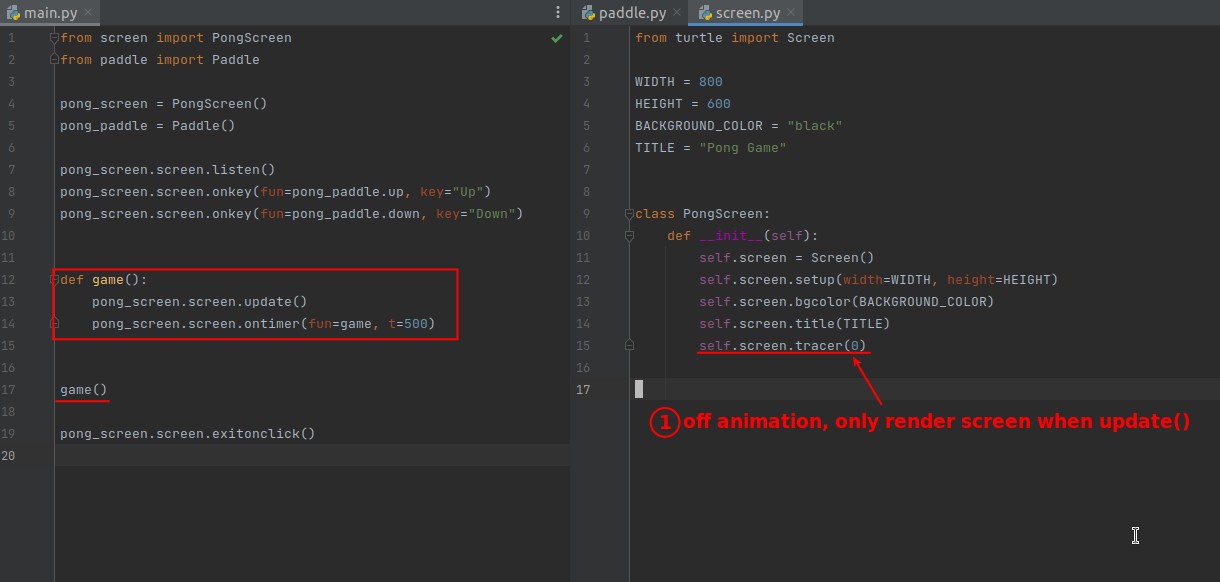 main.py
1 from screen import PongScreen
2 from paddle import Paddle
3
4 pong_screen = PongScreen()
5 pong_paddle = Paddle()
6
7 pong_screen.screen.listen()
8 pong_screen.screen.onkey(fun=pong_paddle.up, key="Up")
9 pong_screen.screen.onkey(fun=pong_paddle.down, key="Down")
10
11
12 def game():
13     pong_screen.screen.update()
14     pong_screen.screen.ontimer(fun=game, t=500)
15
16
17 game()
18
19 pong_screen.screen.exitonclick()
20
paddle.py screen.py
1 from turtle import Screen
2
3 WIDTH = 800
4 HEIGHT = 600
5 BACKGROUND_COLOR = "black"
6 TITLE = "Pong Game"
7
8
9 class PongScreen:
10     def __init__(self):
11         self.screen = Screen()
12         self.screen.setup(width=WIDTH, height=HEIGHT)
13         self.screen.bgcolor(BACKGROUND_COLOR)
14         self.screen.title(TITLE)
15         self.screen.tracer(0)
16
17
1 off animation, only render screen when update()